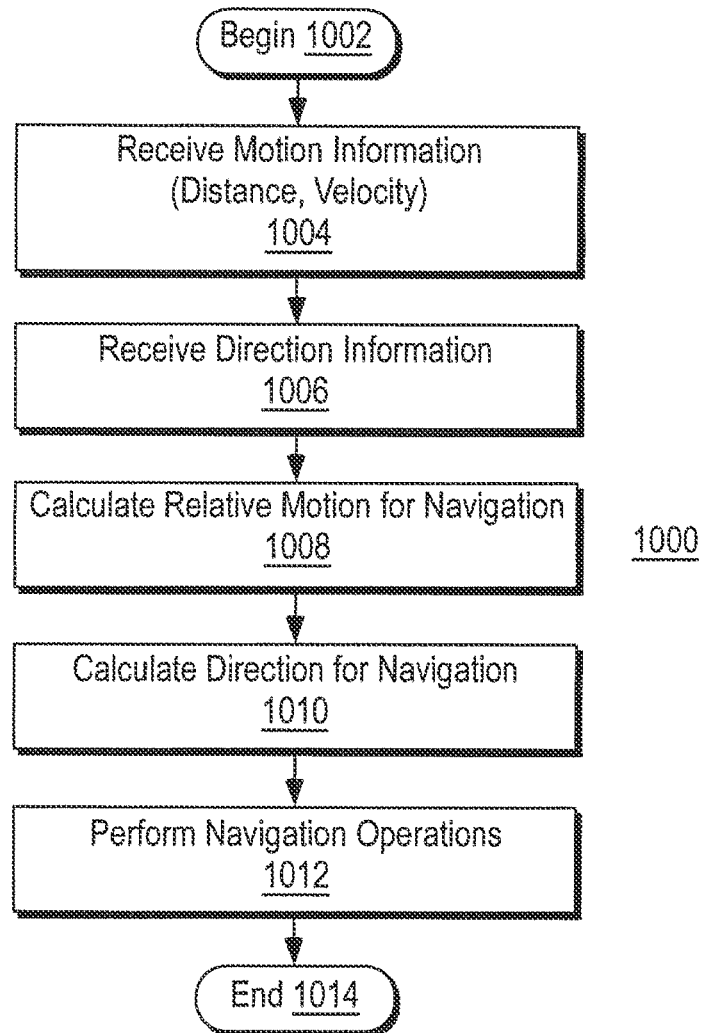 Begin 1002
Receive Motion Information
(Distance, Velocity)
1004
Receive Direction Information
1006
Calculate Relative Motion for Navigation
1008
1000
Calculate Direction for Navigation
1010
Perform Navigation Operations
1012
End 1014